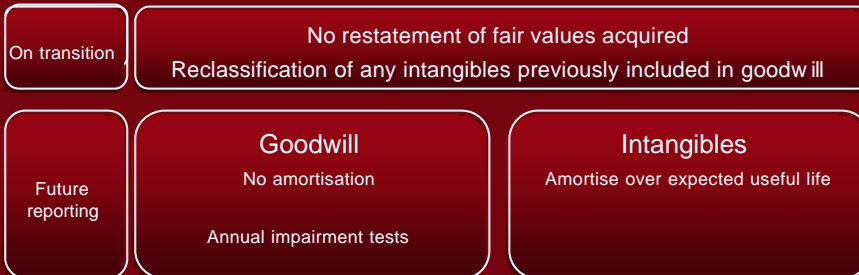 On transition
No restatement of fair values acquired
Reclassification of any intangibles previously included in goodwill
Future
reporting
Goodwill
No amortisation
Annual impairment tests
Intangibles
Amortise over expected useful life